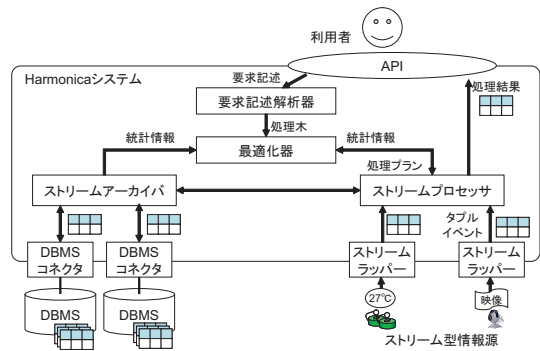 利用者
API
Harmonicaシステム
要求記述
処理結果
要求記述解析器
処理木
統計情報
統計情報
最適化器
処理プラン
ストリームアーカイバ
ストリームプロセッサ
タプル
イベント
DBMS
コネクタ
DBMS
コネクタ
ストリーム
ラッパー
ストリーム
ラッパー
27℃
映像
DBMS
DBMS
ストリーム型情報源